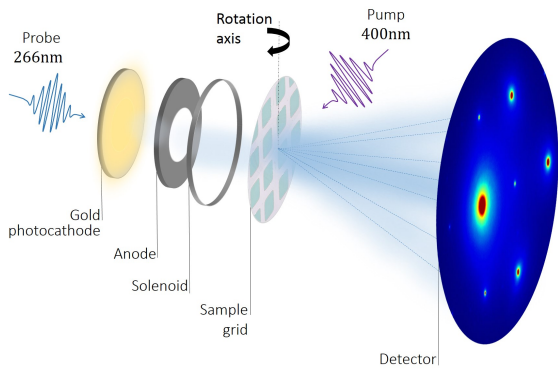 Probe
266nm
Rotation
axis
Pump
400nm
Gold
photocathode
Anode
Solenoid
Sample
grid
Detector